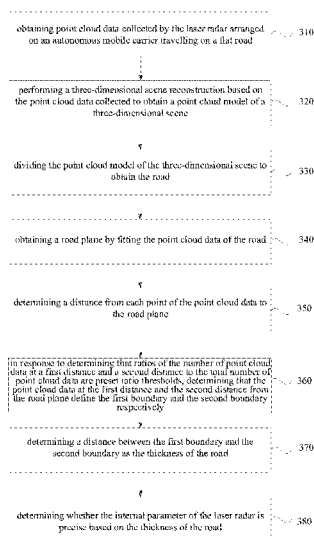 obtaining point cloud data collected by the laser radar arranged
on an autonomous mobile carrier travelling on a flat road
310
performing a three-dimensional scene reconstruction based on
the point cloud data collected to obtain a point cloud model of a
three-dimensional scene
320
dividing the point cloud model of the three-dimensional scene to
obtain the road
330
obtaining a road plane by fitting the point cloud data of the road
340
determining a distance from each point of the point cloud data to
the road plane
350
in response to determining that ratios of the number of point cloud
data at a first distance and a second distance to the total number of
point cloud data are preset ratio thresholds, determining that the
point cloud data at the first distance and the second distance from
the road plane define the first boundary and the second boundary
respectively
360
determining a distance between the first boundary and the
second boundary as the thickness of the road
370
determining whether the internal parameter of the laser radar is
precise based on the thickness of the road
380